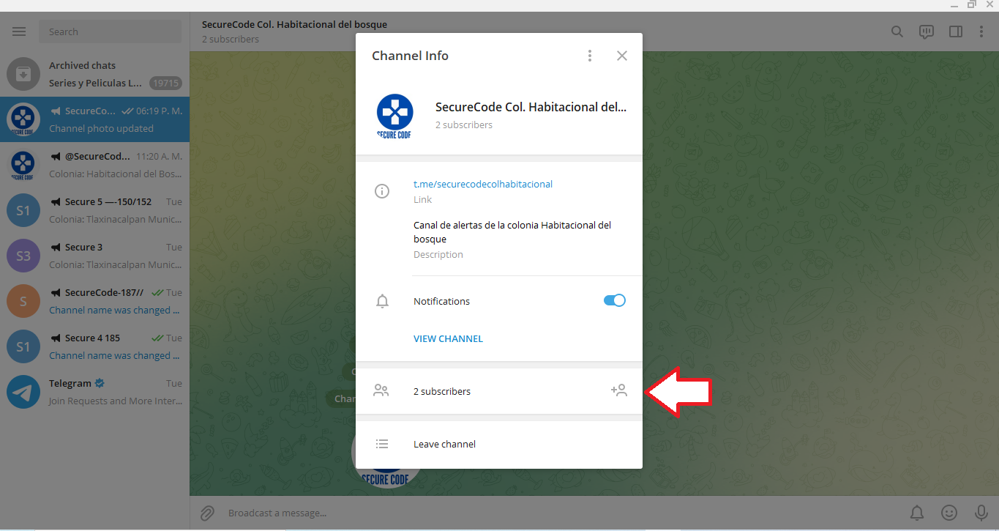 Search
Archived chats
Series y Peliculas L...
19715
SecureCo...
06:19 P. M.
Channel photo updated
@SecureCod...
11:20 A. M.
Colonia: Habitacional del Bos...
S1
Secure 5 —-150/152
Tue
Colonia: Tlaxinacalpan Munic...
S3
Secure 3
Tue
Colonia: Tlaxinacalpan Munic...
S
SecureCode-187//
Tue
Channel name was changed ...
S1
Secure 4 185
Tue
Channel name was changed ...
Telegram
Tue
Join Requests and More Inter...
SecureCode Col. Habitacional del bosque
2 subscribers
Channel Info
SECURE CODE
SecureCode Col. Habitacional del...
2 subscribers
t.me/securecodecolhabitacional
Link
Canal de alertas de la colonia Habitacional del
bosque
Description
Notifications
VIEW CHANNEL
2 subscribers
Leave channel
C
Chan
SECURE CODE
Broadcast a message...